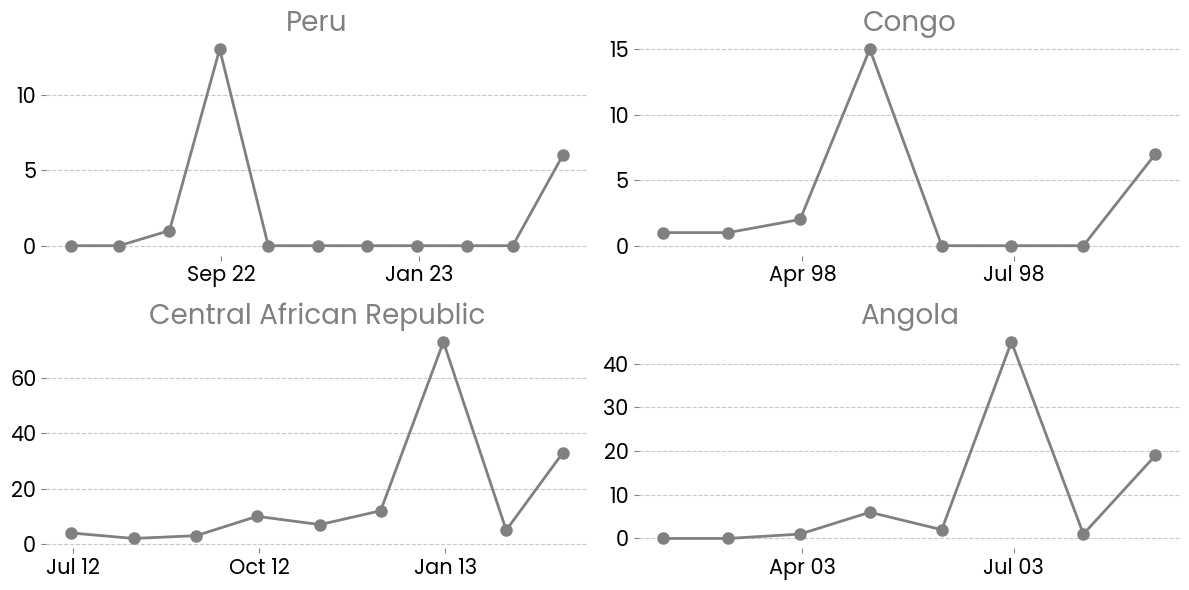 Peru
10
5
0
Sep 22
Jan 23
Congo
15
10
5
0
Apr 98
Jul 98
Central African Republic
60
40
20
0
Jul 12
Oct 12
Jan 13
Angola
40
30
20
10
0
Apr 03
Jul 03